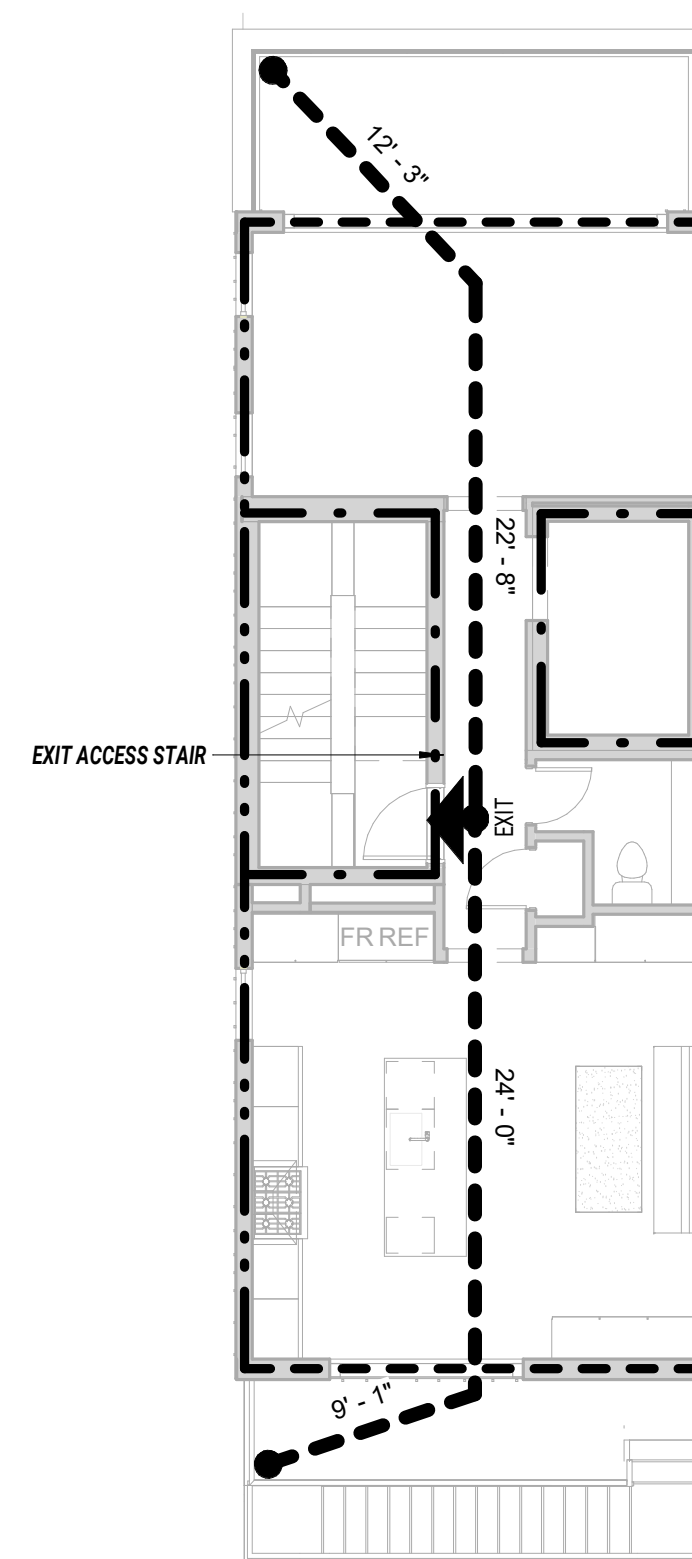 12' - 3"
22' - 8"
EXIT ACCESS STAIR
EXIT
FR REF
24' - 0"
9' - 1"